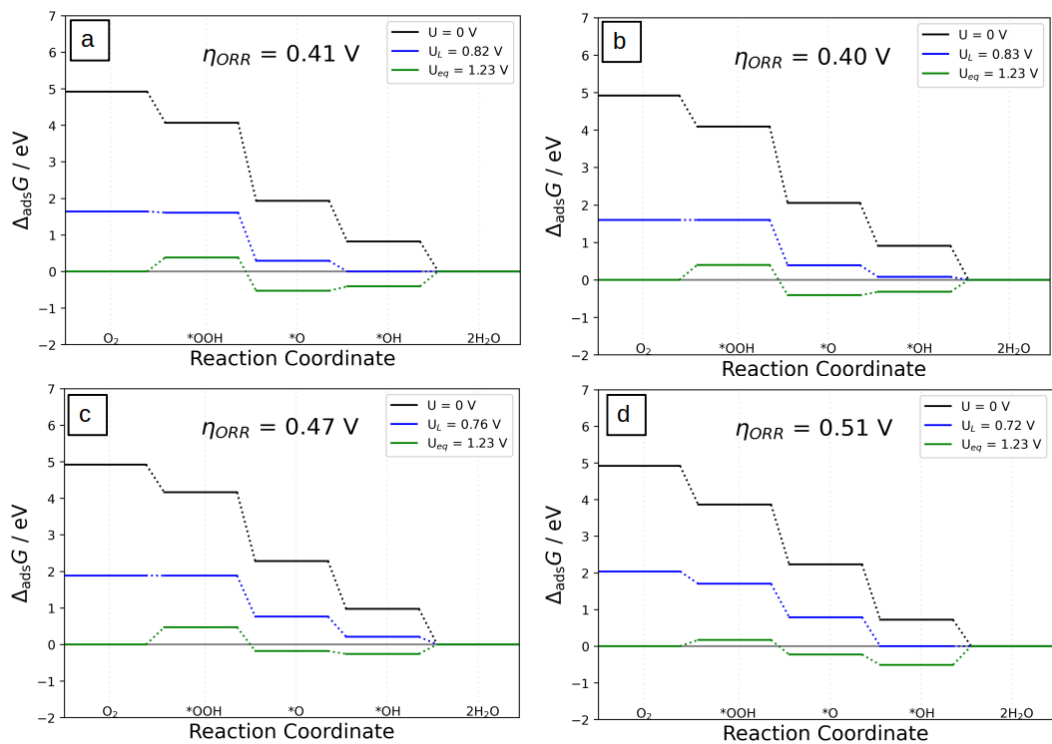 a
η_ORR = 0.41 V
U = 0 V
U_L = 0.82 V
U_eq = 1.23 V
7
6
5
4
3
2
1
0
−1
−2
Δ_ads G / eV
O₂ *OOH *O *OH 2H₂O
Reaction Coordinate
b
η_ORR = 0.40 V
U = 0 V
U_L = 0.83 V
U_eq = 1.23 V
7
6
5
4
3
2
1
0
−1
−2
Δ_ads G / eV
O₂ *OOH *O *OH 2H₂O
Reaction Coordinate
c
η_ORR = 0.47 V
U = 0 V
U_L = 0.76 V
U_eq = 1.23 V
7
6
5
4
3
2
1
0
−1
−2
Δ_ads G / eV
O₂ *OOH *O *OH 2H₂O
Reaction Coordinate
d
η_ORR = 0.51 V
U = 0 V
U_L = 0.72 V
U_eq = 1.23 V
7
6
5
4
3
2
1
0
−1
−2
Δ_ads G / eV
O₂ *OOH *O *OH 2H₂O
Reaction Coordinate